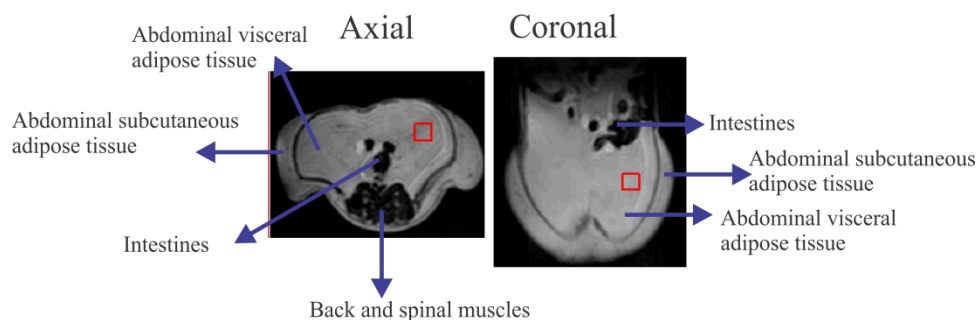 Axial
Coronal
Abdominal visceral
adipose tissue
Abdominal subcutaneous
adipose tissue
Intestines
Back and spinal muscles
Intestines
Abdominal subcutaneous
adipose tissue
Abdominal visceral
adipose tissue